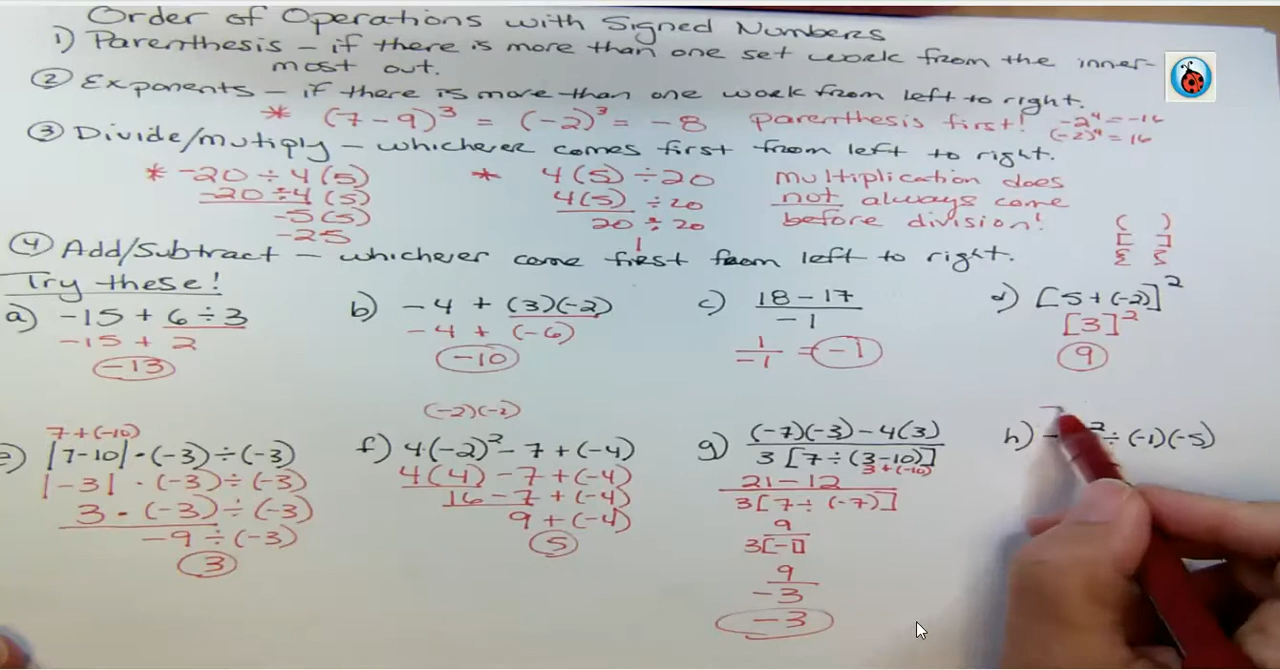 Order of Operations with Signed Numbers
1) Parenthesis – if there is more than one set work from the inner-
most out.
② Exponents – if there is more than one work from left to right.
* (7 – 9)³ = (-2)³ = -8 parenthesis first! -2⁴ = -16
(-2)⁴ = 16
③ Divide/mutiply – whichever comes first from left to right.
* -20 ÷ 4 (5) * 4(5) ÷ 20 multiplication does
-20 ÷ 4 (5) 4(5) ÷ 20 not always come
-5 (5) 20 ÷ 20 before division!
-25 1
( )
[ ]
{ }
④ Add/Subtract – whichever come first from left to right.
Try these!
a) -15 + 6 ÷ 3 b) -4 + (3)(-2) c) 18 - 17 / -1 d) [5 + (-2)]²
-15 + 2 -4 + (-6) 1 / -1 = -1 [3]²
-13 -10 9
7 + (-10) (-2)(-2)
e) |7-10| • (-3) ÷ (-3) f) 4(-2)² - 7 + (-4) g) (-7)(-3) - 4(3) h) - ² ÷ (-1)(-5)
3 [7 ÷ (3-10)]
3 + (-10)
|-3| • (-3) ÷ (-3) 4(4) - 7 + (-4) 21 - 12
3 • (-3) ÷ (-3) 16 - 7 + (-4) 3[7 ÷ (-7)]
-9 ÷ (-3) 9 + (-4) 9
3 5 3[-1]
9
-3
-3